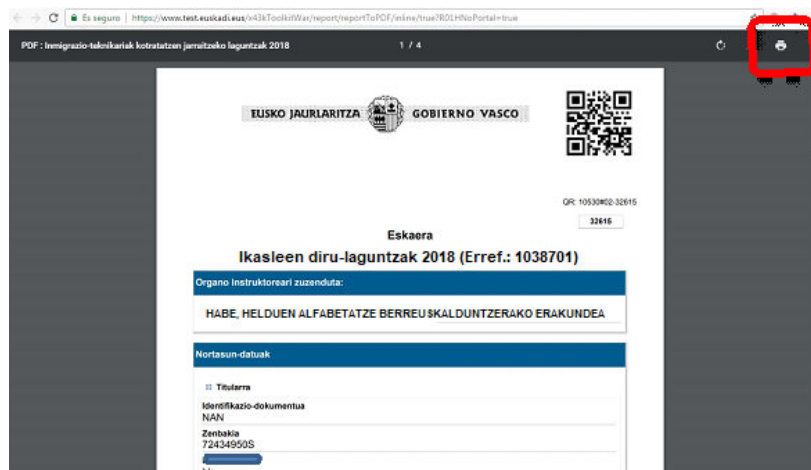 Es seguro | https://www.test.euskadi.eus/x43kToolkitWar/report/reportToPDF/inline/true?R01HNoPortal=true
PDF : Inmigrazio-teknikariak kotratatzen jarraitzeko laguntzak 2018
1 / 4
EUSKO JAURLARITZA
GOBIERNO VASCO
QR: 10530#02-32615
32615
Eskaera
Ikasleen diru-laguntzak 2018 (Erref.: 1038701)
Organo instruktoreari zuzenduta:
HABE, HELDUEN ALFABETATZE BERREUSKALDUNTZERAKO ERAKUNDEA
Nortasun-datuak
Titularra
Identifikazio-dokumentua
NAN
Zenbakia
72434950S